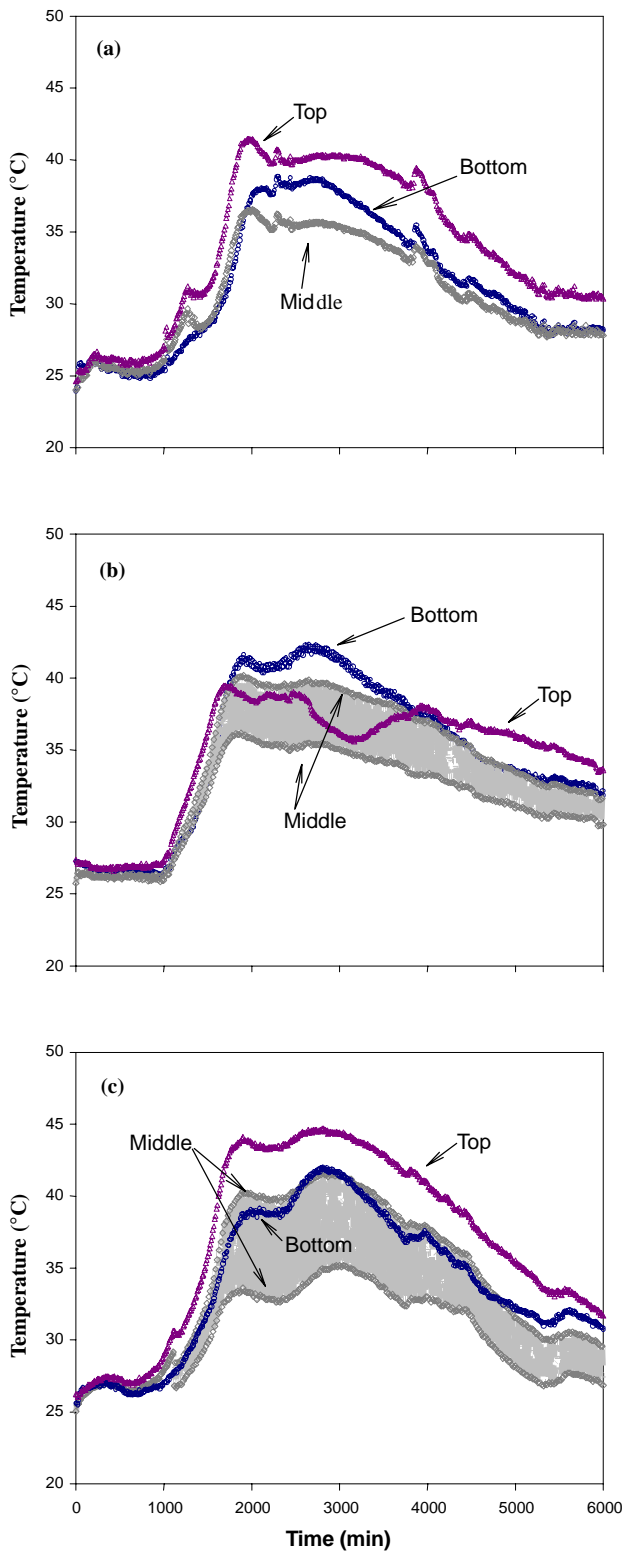 50
(a)
45
Top
40
Bottom
35
Middle
30
25
20
Temperature (°C)
50
(b)
45
Bottom
40
Top
35
Middle
30
25
20
Temperature (°C)
50
(c)
45
Middle
Top
40
Bottom
35
30
25
20
Temperature (°C)
0 1000 2000 3000 4000 5000 6000
Time (min)